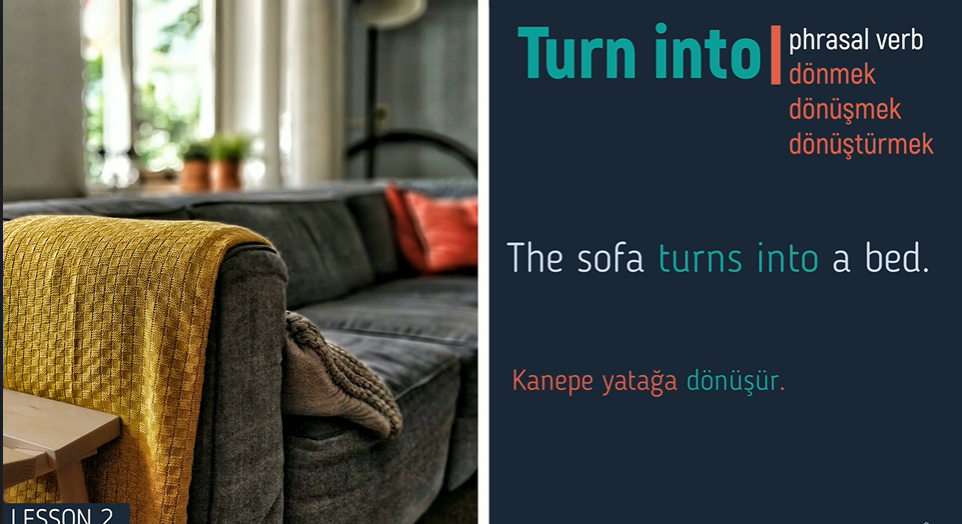 Turn into
phrasal verb
dönmek
dönüşmek
dönüştürmek
The sofa turns into a bed.
Kanepe yatağa dönüşür.
LESSON 2